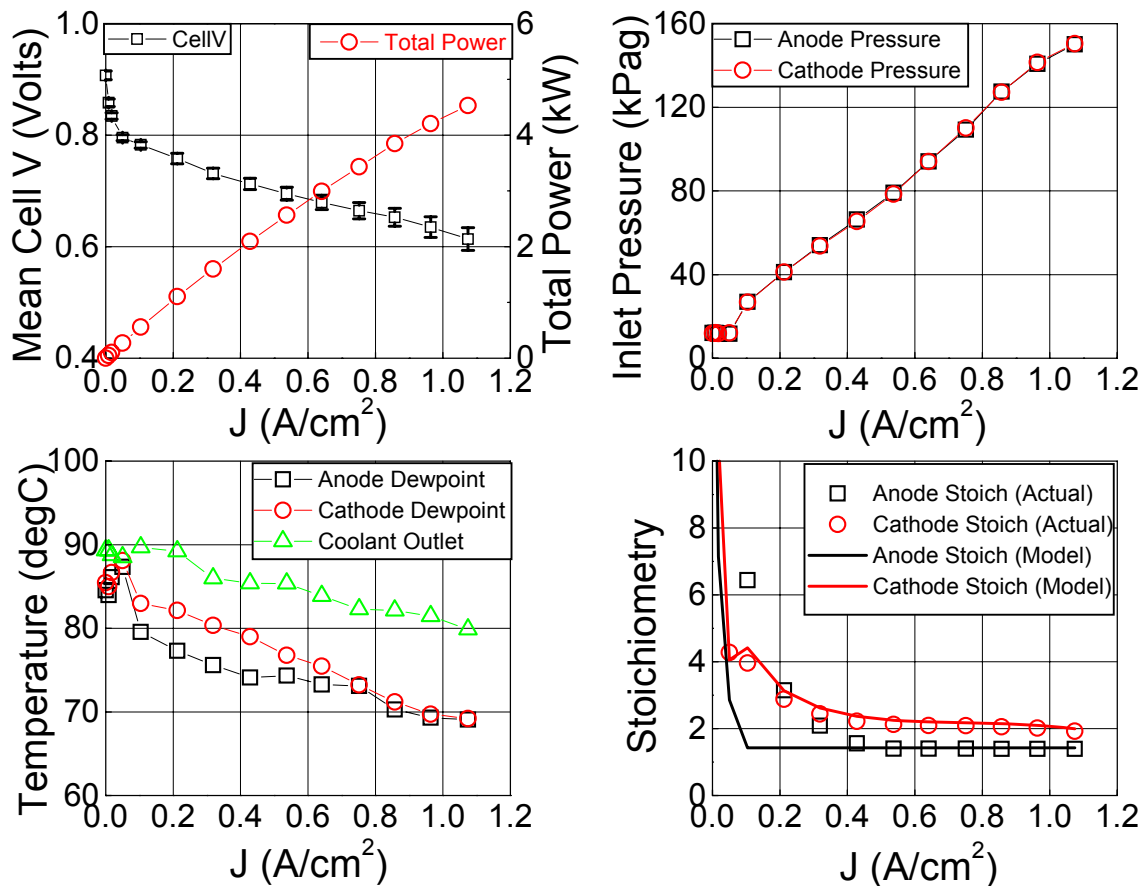 CellV
Total Power
Mean Cell V (Volts)
1.0
0.8
0.6
0.4
0.0 0.2 0.4 0.6 0.8 1.0 1.2
6
4
2
0
Total Power (kW)
J (A/cm²)
Anode Pressure
Cathode Pressure
Inlet Pressure (kPag)
160
120
80
40
0
0.0 0.2 0.4 0.6 0.8 1.0 1.2
J (A/cm²)
Anode Dewpoint
Cathode Dewpoint
Coolant Outlet
Temperature (degC)
100
90
80
70
60
0.0 0.2 0.4 0.6 0.8 1.0 1.2
J (A/cm²)
Anode Stoich (Actual)
Cathode Stoich (Actual)
Anode Stoich (Model)
Cathode Stoich (Model)
Stoichiometry
10
8
6
4
2
0
0.0 0.2 0.4 0.6 0.8 1.0 1.2
J (A/cm²)